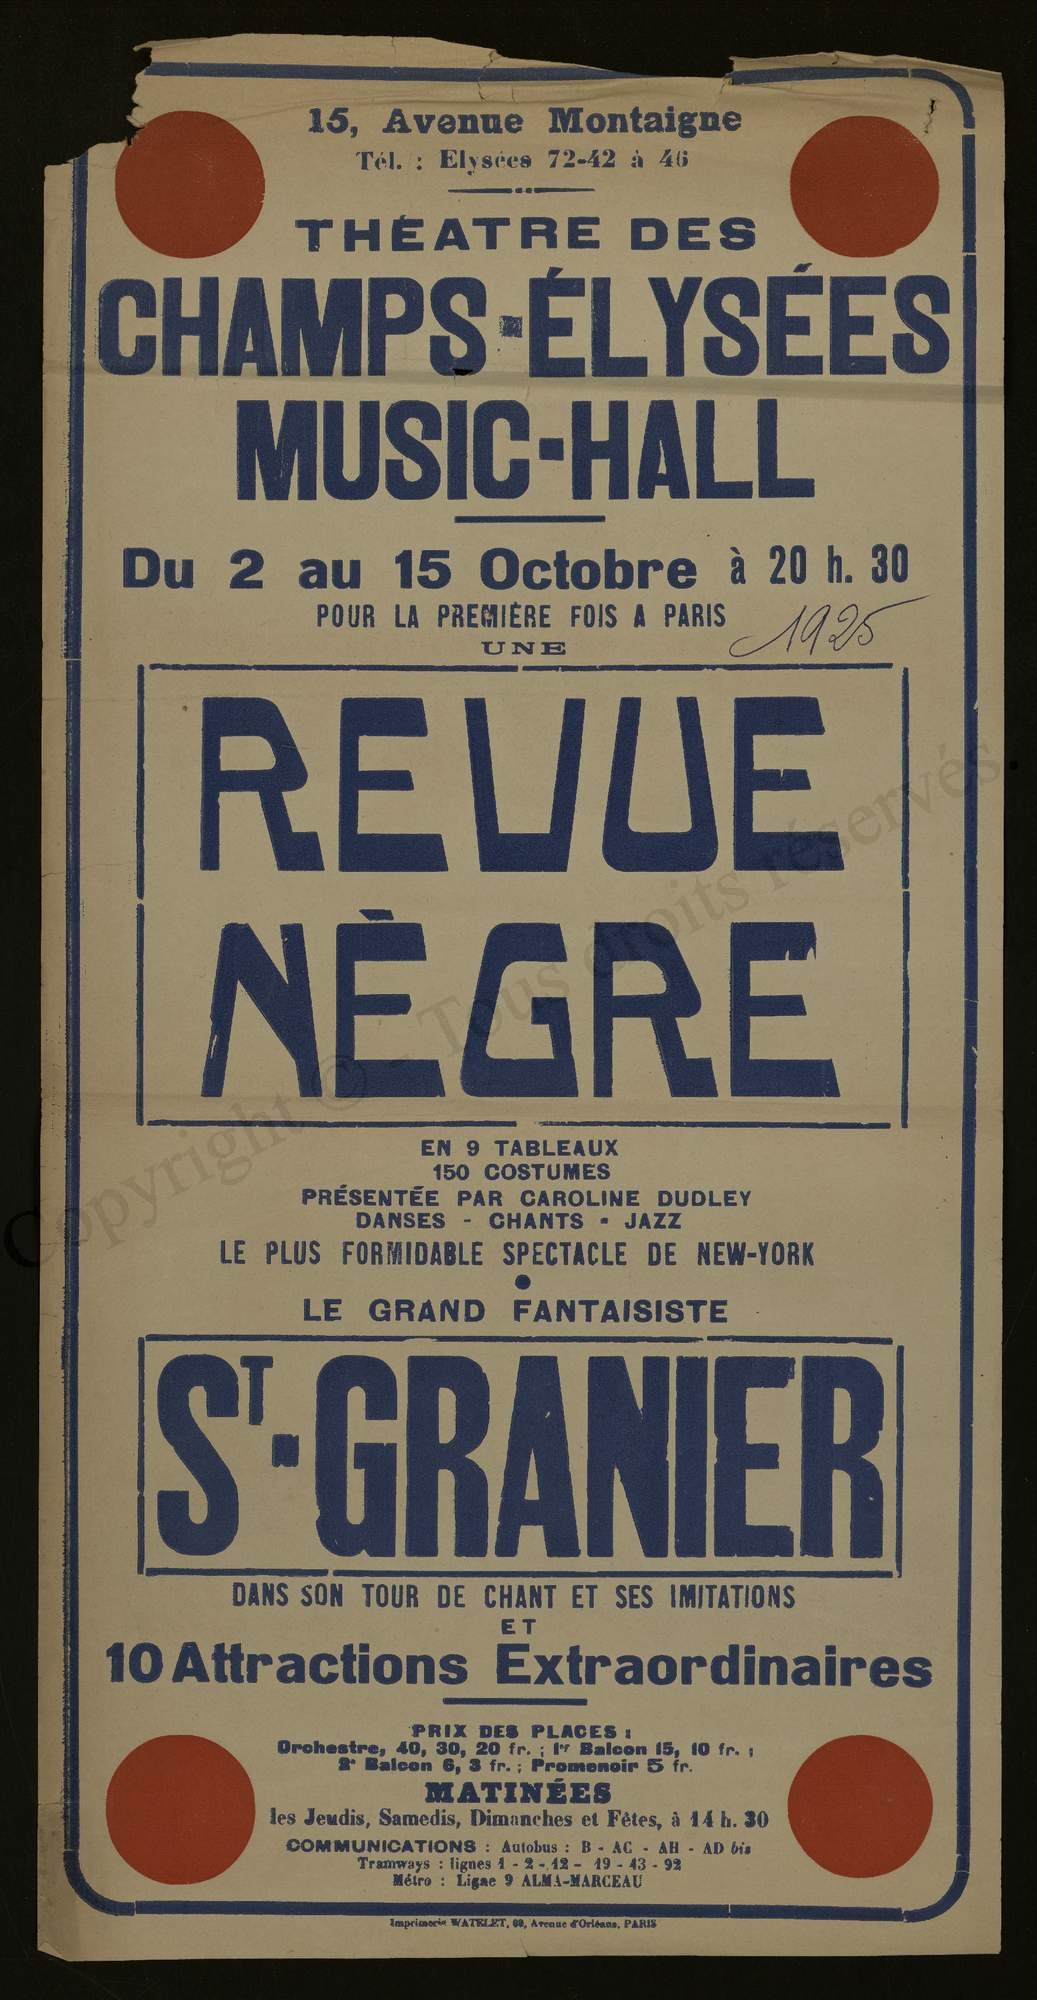 15, Avenue Montaigne
Tél. : Elysées 72-42 à 46
THÉATRE DES
CHAMPS-ÉLYSÉES
MUSIC-HALL
Du 2 au 15 Octobre à 20 h. 30
POUR LA PREMIÈRE FOIS A PARIS
1925
UNE
REVUE
NÈGRE
EN 9 TABLEAUX
150 COSTUMES
PRÉSENTÉE PAR CAROLINE DUDLEY
DANSES - CHANTS - JAZZ
LE PLUS FORMIDABLE SPECTACLE DE NEW-YORK
LE GRAND FANTAISISTE
ST-GRANIER
DANS SON TOUR DE CHANT ET SES IMITATIONS
ET
10 Attractions Extraordinaires
PRIX DES PLACES :
Orchestre, 40, 30, 20 fr. ; 1er Balcon 15, 10 fr. ;
2e Balcon 6, 3 fr. ; Promenoir 5 fr.
MATINÉES
les Jeudis, Samedis, Dimanches et Fêtes, à 14 h. 30
COMMUNICATIONS : Autobus : B - AC - AH - AD bis
Tramways : lignes 1 - 2 - 12 - 19 - 43 - 92
Métro : Ligne 9 ALMA-MARCEAU
Imprimerie WATELET, Avenue d'Orléans, PARIS
Copyright © - Tous droits réservés.